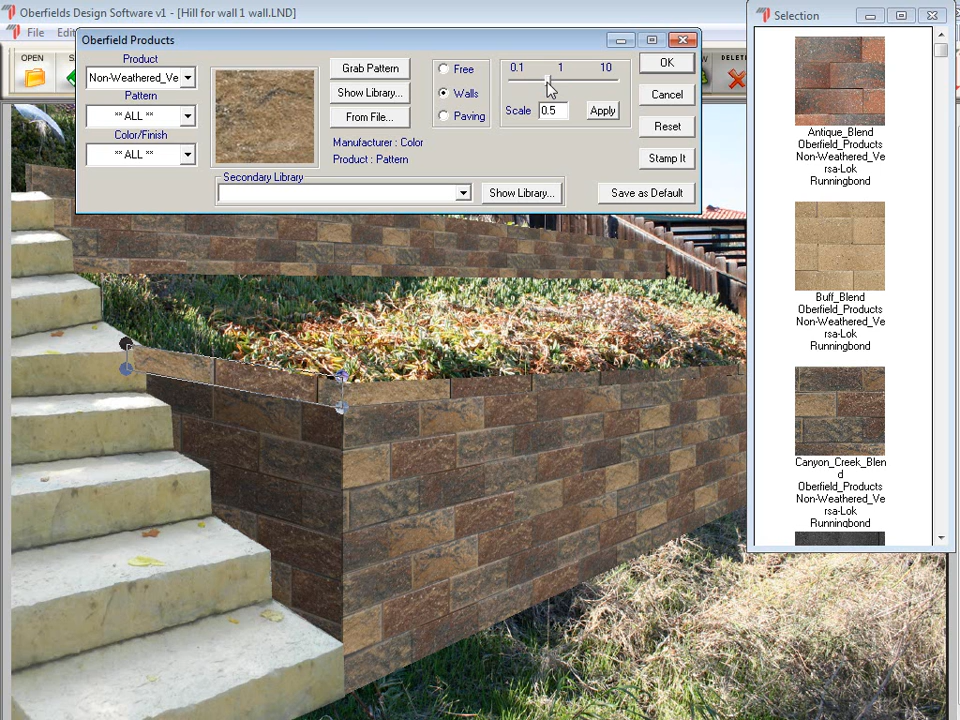 Oberfields Design Software v1 - [Hill for wall 1 wall.LND]
File
OPEN
Oberfield Products
Product
Non-Weathered_Ve
Pattern
** ALL **
Color/Finish
** ALL **
Grab Pattern
Show Library...
From File...
Manufacturer : Color
Product : Pattern
Free
Walls
Paving
0.1 1 10
Scale 0.5 Apply
OK
Cancel
Reset
Stamp It
Secondary Library
Show Library...
Save as Default
Selection
Antique_Blend
Oberfield_Products
Non-Weathered_Ve
rsa-Lok
Runningbond
Buff_Blend
Oberfield_Products
Non-Weathered_Ve
rsa-Lok
Runningbond
Canyon_Creek_Blen
d
Oberfield_Products
Non-Weathered_Ve
rsa-Lok
Runningbond